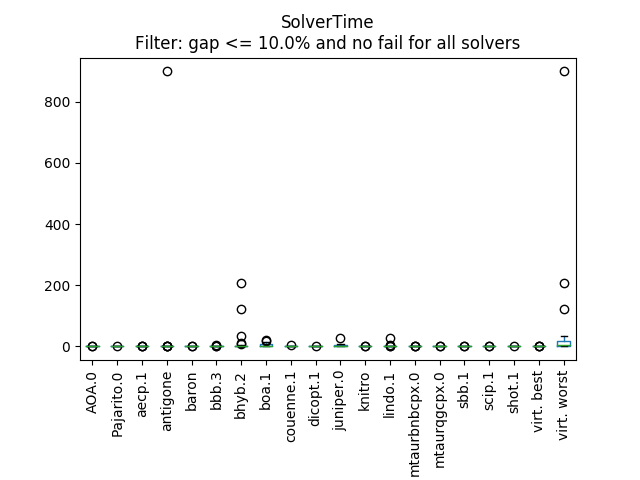 SolverTime
Filter: gap <= 10.0% and no fail for all solvers
800
600
400
200
0
AOA.0
Pajarito.0
aecp.1
antigone
baron
bbb.3
bhyb.2
boa.1
couenne.1
dicopt.1
juniper.0
knitro
lindo.1
mtaurbnbcpx.0
mtaurqgcpx.0
sbb.1
scip.1
shot.1
virt. best
virt. worst